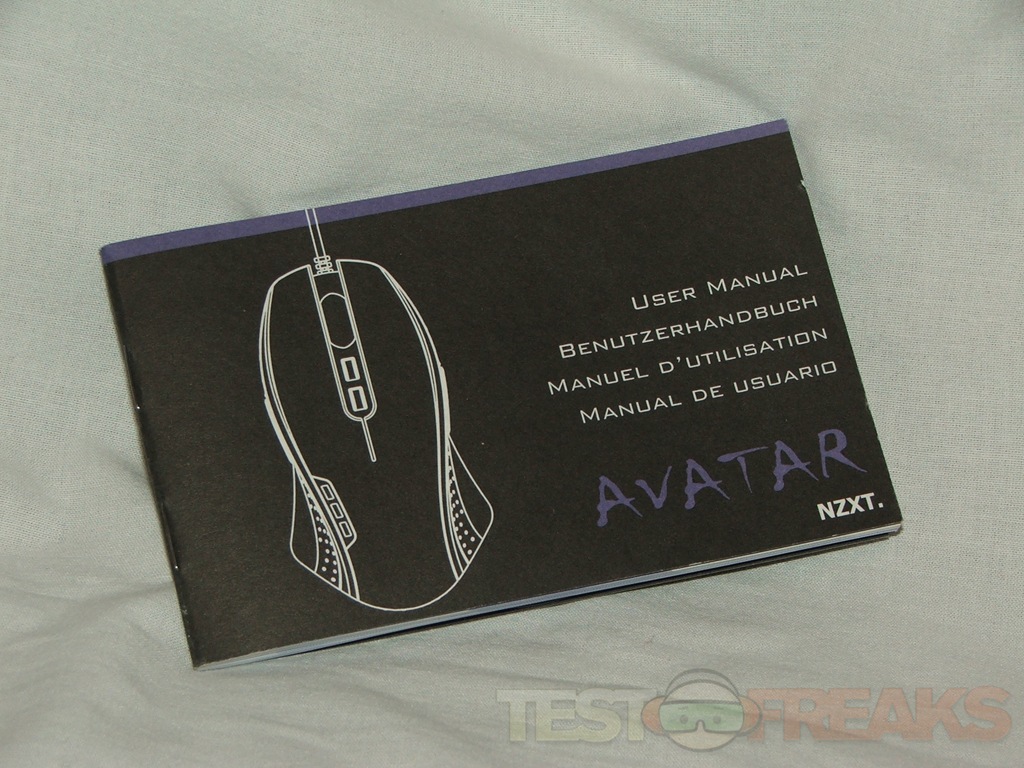 USER MANUAL
BENUTZERHANDBUCH
MANUEL D'UTILISATION
MANUAL DE USUARIO
AVATAR
NZXT.
TESTFREAKS